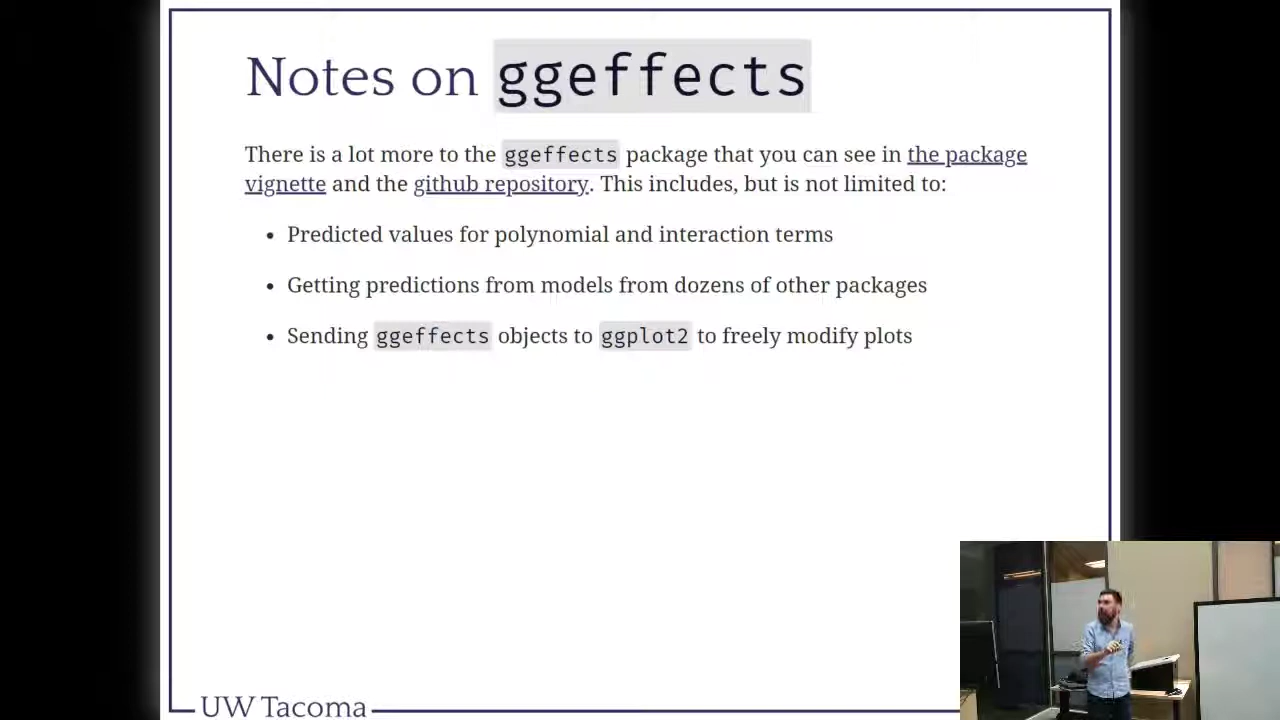 Notes on ggeffects
There is a lot more to the ggeffects package that you can see in the package
vignette and the github repository. This includes, but is not limited to:
• Predicted values for polynomial and interaction terms
• Getting predictions from models from dozens of other packages
• Sending ggeffects objects to ggplot2 to freely modify plots
UW Tacoma